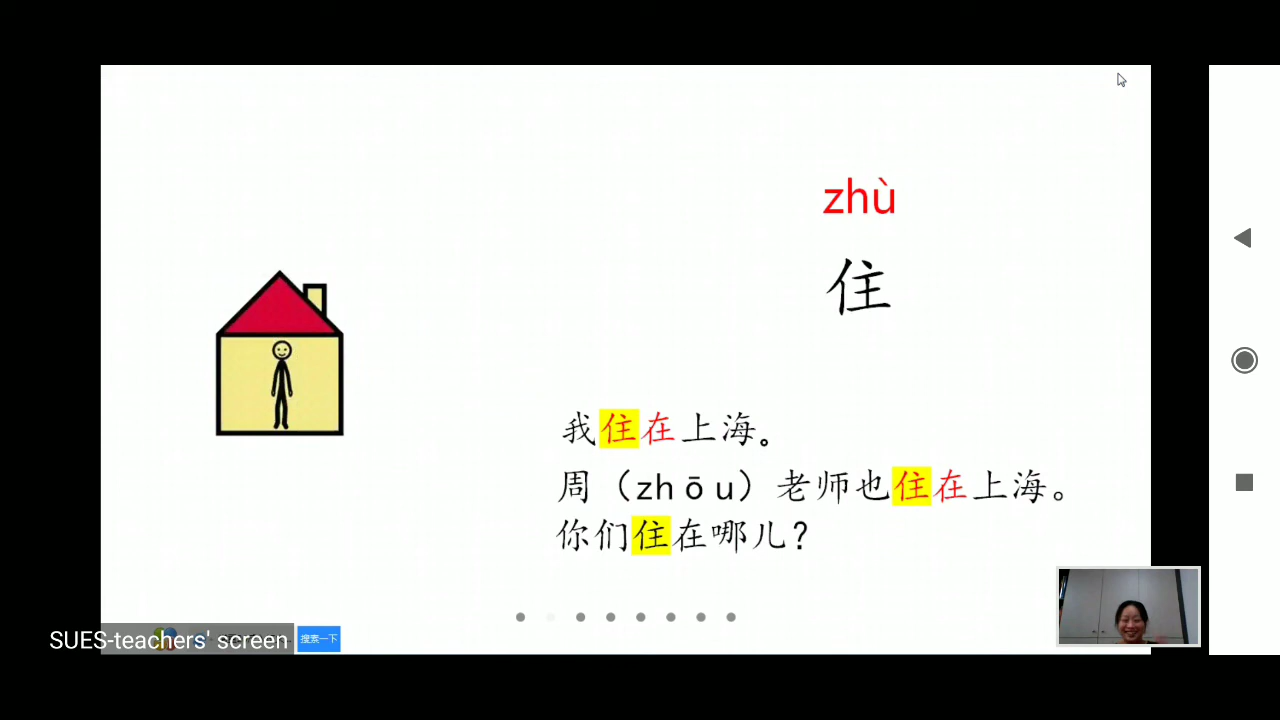 zhù
住
我住在上海。
周（zhōu）老师也住在上海。
你们住在哪儿？
SUES-teachers' screen
搜索一下